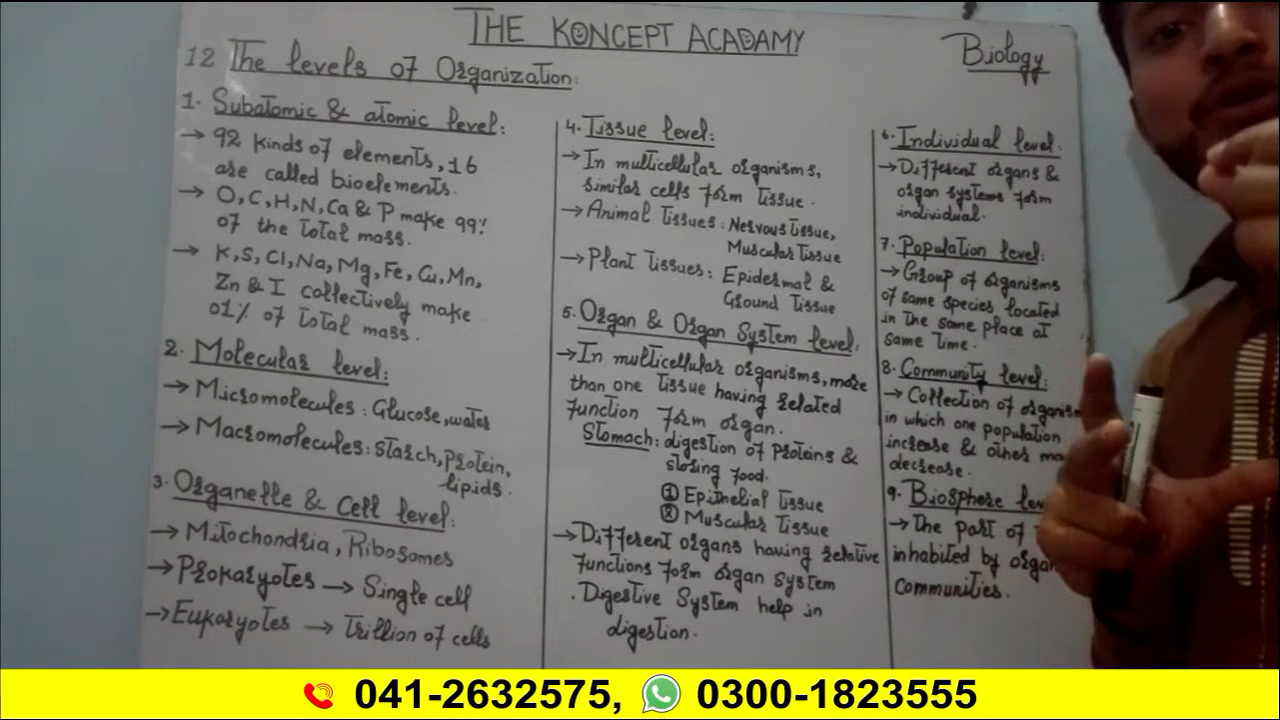 THE KONCEPT ACADAMY
Biology
12 The levels of Organization:
1. Subatomic & atomic level:
→ 92 kinds of elements, 16
are called bioelements.
→ O, C, H, N, Ca & P make 99%
of the total mass.
→ K, S, Cl, Na, Mg, Fe, Cu, Mn,
Zn & I collectively make
01% of total mass.
2. Molecular level:
→ Micromolecules: Glucose, water
→ Macromolecules: starch, protein,
lipids.
3. Organelle & Cell level:
→ Mitochondria, Ribosomes
→ Prokaryotes → Single cell
→ Eukaryotes → Trillion of cells
4. Tissue level:
→ In multicellular organisms,
similar cells form tissue.
→ Animal tissues: Nervous tissue,
Muscular tissue
→ Plant tissues: Epidermal &
Ground tissue
5. Organ & Organ System level:
→ In multicellular organisms, more
than one tissue having related
function form organ.
Stomach: digestion of proteins &
storing food.
① Epithelial tissue
② Muscular tissue
→ Different organs having relative
functions form organ system
. Digestive system help in
digestion.
6. Individual level:
→ Different organs &
organ systems form
individual.
7. Population level:
→ Group of organisms
of same species located
in the same place at
same time.
8. Community level:
→ Collection of organism
in which one population
increase & other ma
decrease.
9. Biosphere lev
→ The part of
inhabited by organ
communities.
041-2632575, 0300-1823555